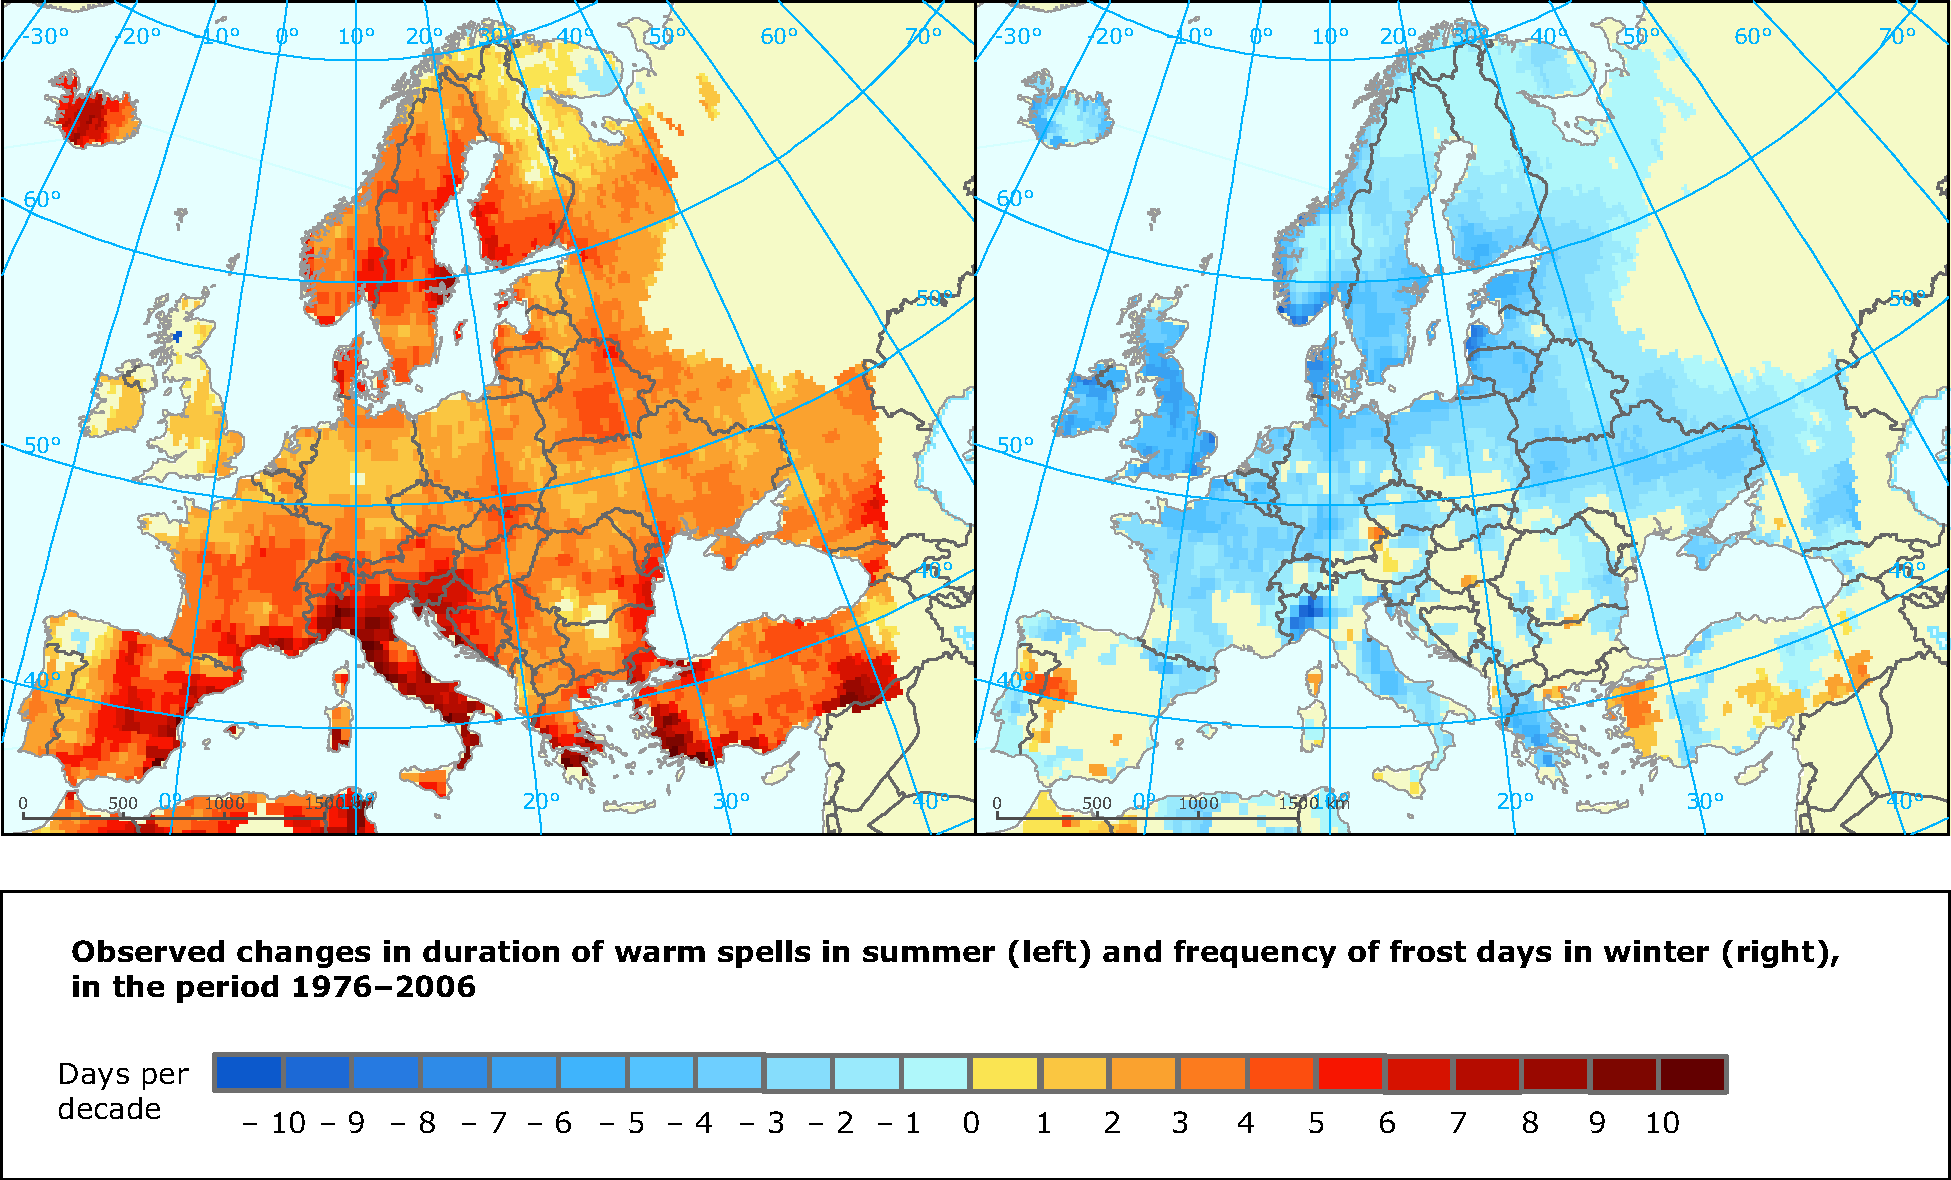 -30° -20° -10° 0° 10° 20° 30° 40° 50° 60° 70°
60°
50°
50°
40°
40°
0 500 1000 1500 km
0° 10° 20° 30° 40°
-30° -20° -10° 0° 10° 20° 30° 40° 50° 60° 70°
60°
50°
50°
40°
40°
0 500 1000 1500 km
0° 10° 20° 30° 40°
Observed changes in duration of warm spells in summer (left) and frequency of frost days in winter (right),
in the period 1976–2006
Days per
decade
– 10 – 9 – 8 – 7 – 6 – 5 – 4 – 3 – 2 – 1 0 1 2 3 4 5 6 7 8 9 10